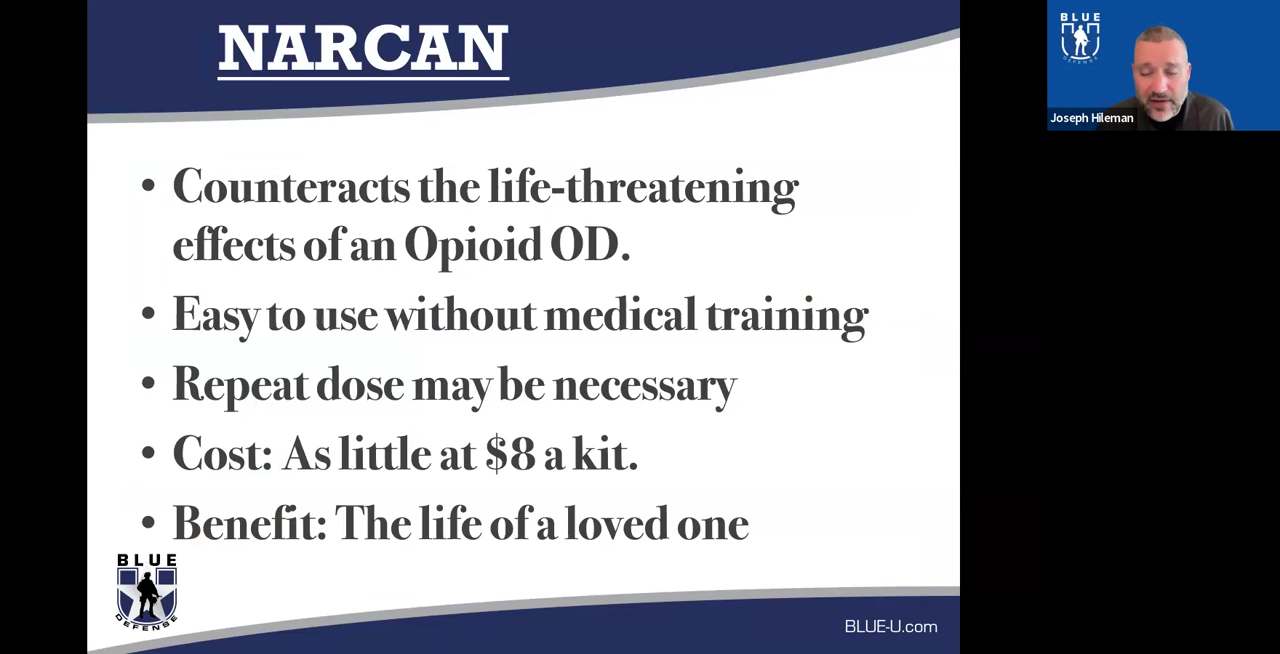 NARCAN
• Counteracts the life-threatening
effects of an Opioid OD.
• Easy to use without medical training
• Repeat dose may be necessary
• Cost: As little at $8 a kit.
• Benefit: The life of a loved one
BLUE
DEFENSE
BLUE-U.com
BLUE
DEFENSE
Joseph Hileman